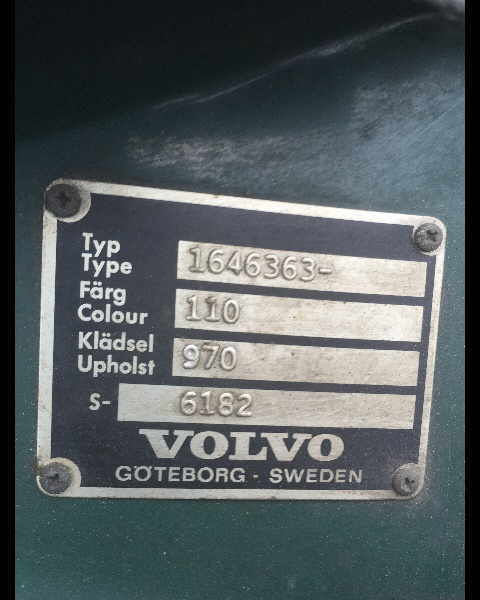 Typ
Type 1646363-
Färg
Colour 110
Klädsel
Upholst 970
S- 6182
VOLVO
GÖTEBORG - SWEDEN